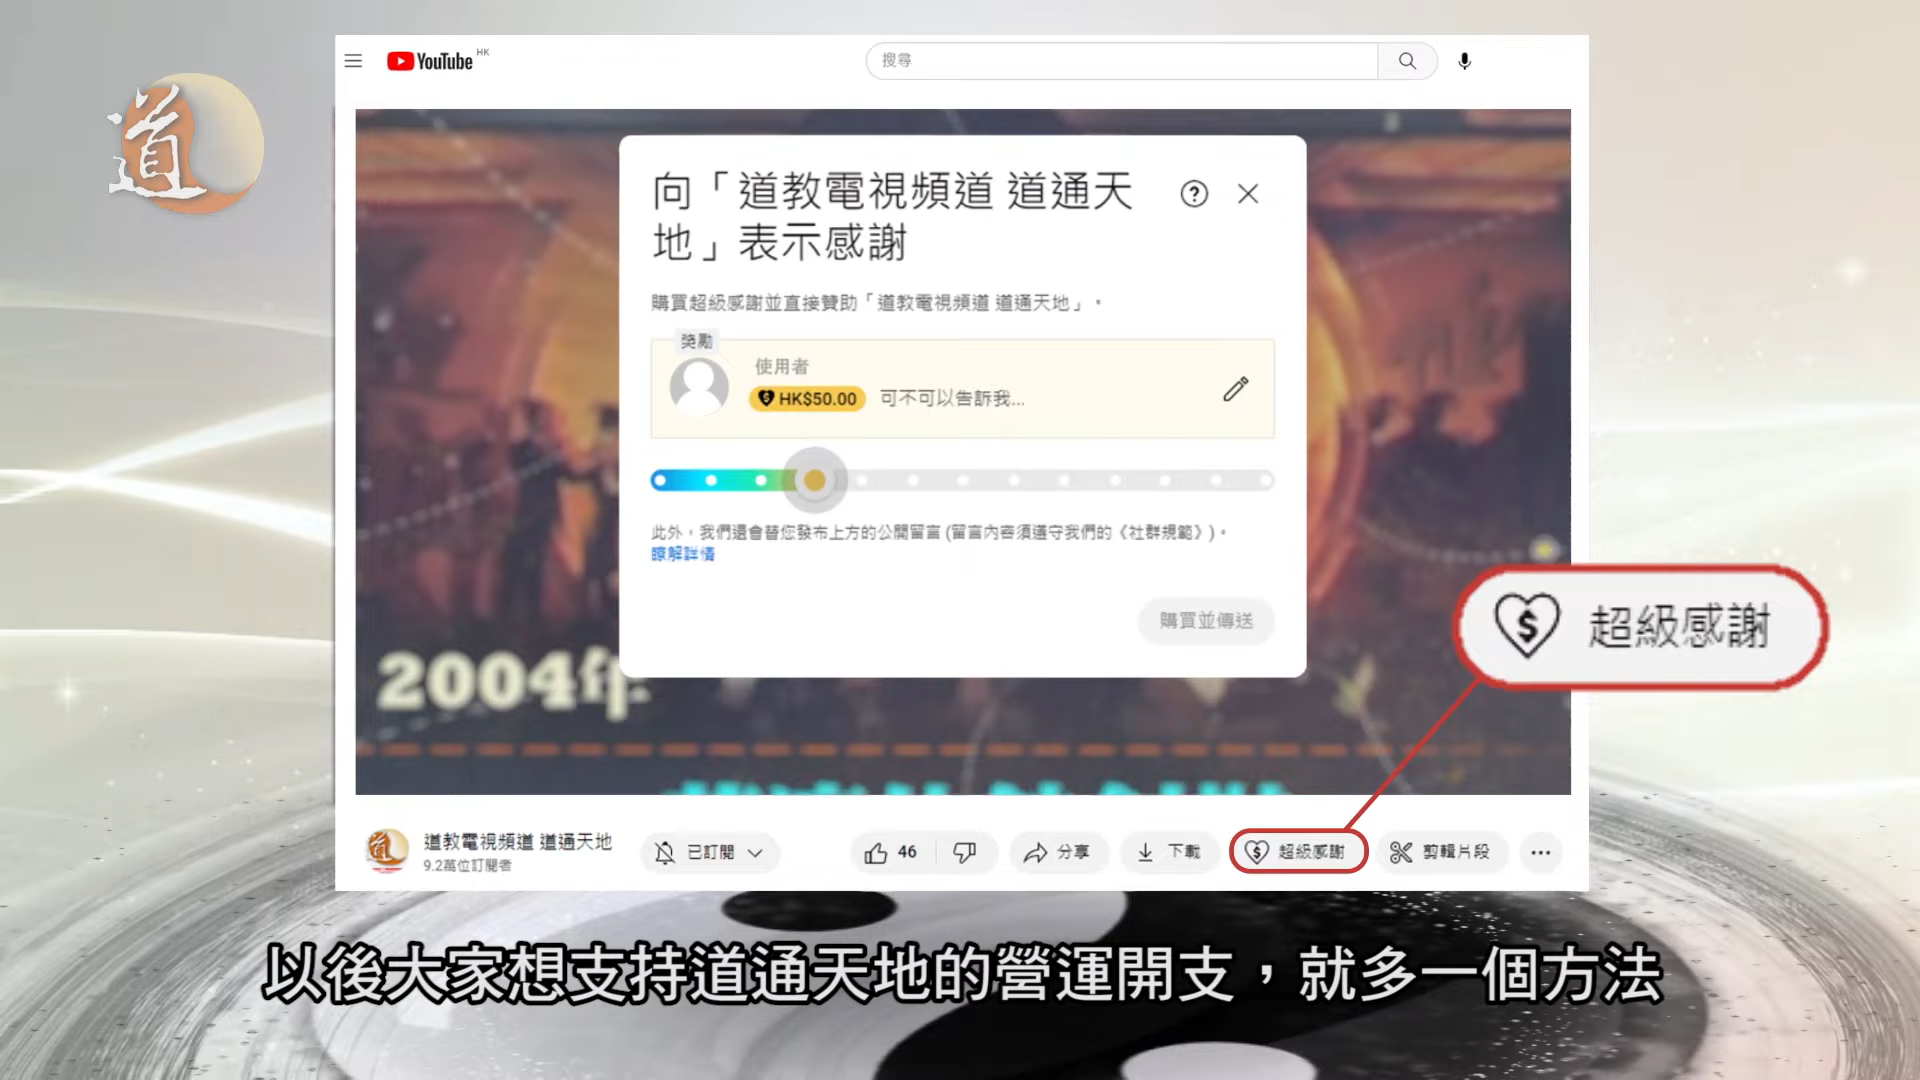 道
YouTube HK
搜尋
向「道教電視頻道 道通天
地」表示感謝
購買超級感謝並直接贊助「道教電視頻道 道通天地」。
獎勵
使用者
HK$50.00 可不可以告訴我...
此外，我們還會替您發布上方的公開留言 (留言內容須遵守我們的《社群規範》)。
瞭解詳情
購買並傳送
2004年
超級感謝
道教電視頻道 道通天地
9.2萬位訂閱者
已訂閱
46
分享
下載
超級感謝
剪輯片段
以後大家想支持道通天地的營運開支，就多一個方法